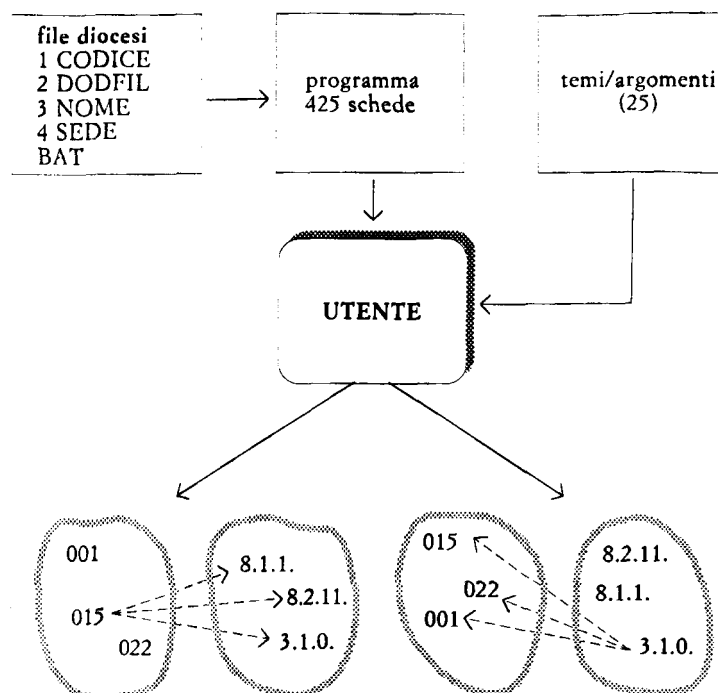 file diocesi
1 CODICE
2 DODFIL
3 NOME
4 SEDE
BAT
programma
425 schede
temi/argomenti
(25)
UTENTE
001
015
022
8.1.1.
8.2.11.
3.1.0.
015
022
001
8.2.11.
8.1.1.
3.1.0.